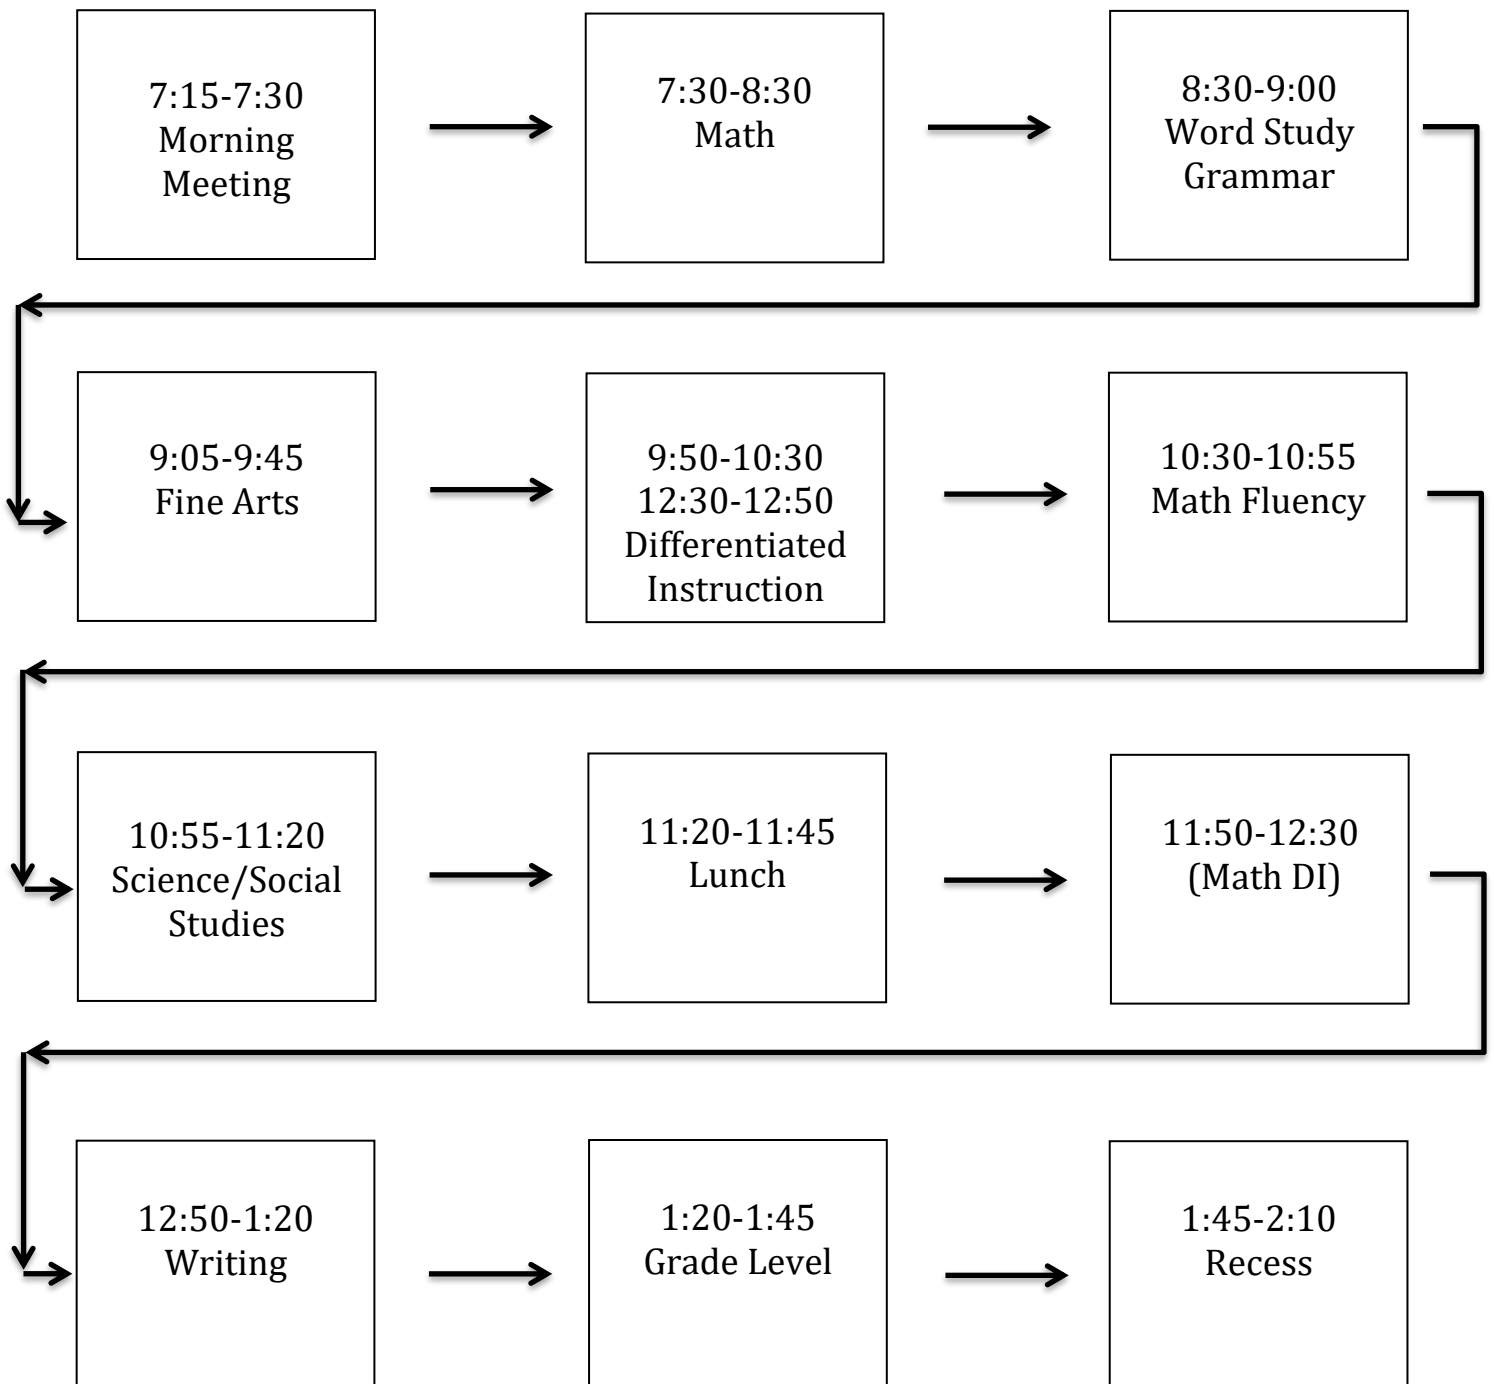 7:15-7:30
Morning
Meeting
7:30-8:30
Math
8:30-9:00
Word Study
Grammar
9:05-9:45
Fine Arts
9:50-10:30
12:30-12:50
Differentiated
Instruction
10:30-10:55
Math Fluency
10:55-11:20
Science/Social
Studies
11:20-11:45
Lunch
11:50-12:30
(Math DI)
12:50-1:20
Writing
1:20-1:45
Grade Level
1:45-2:10
Recess